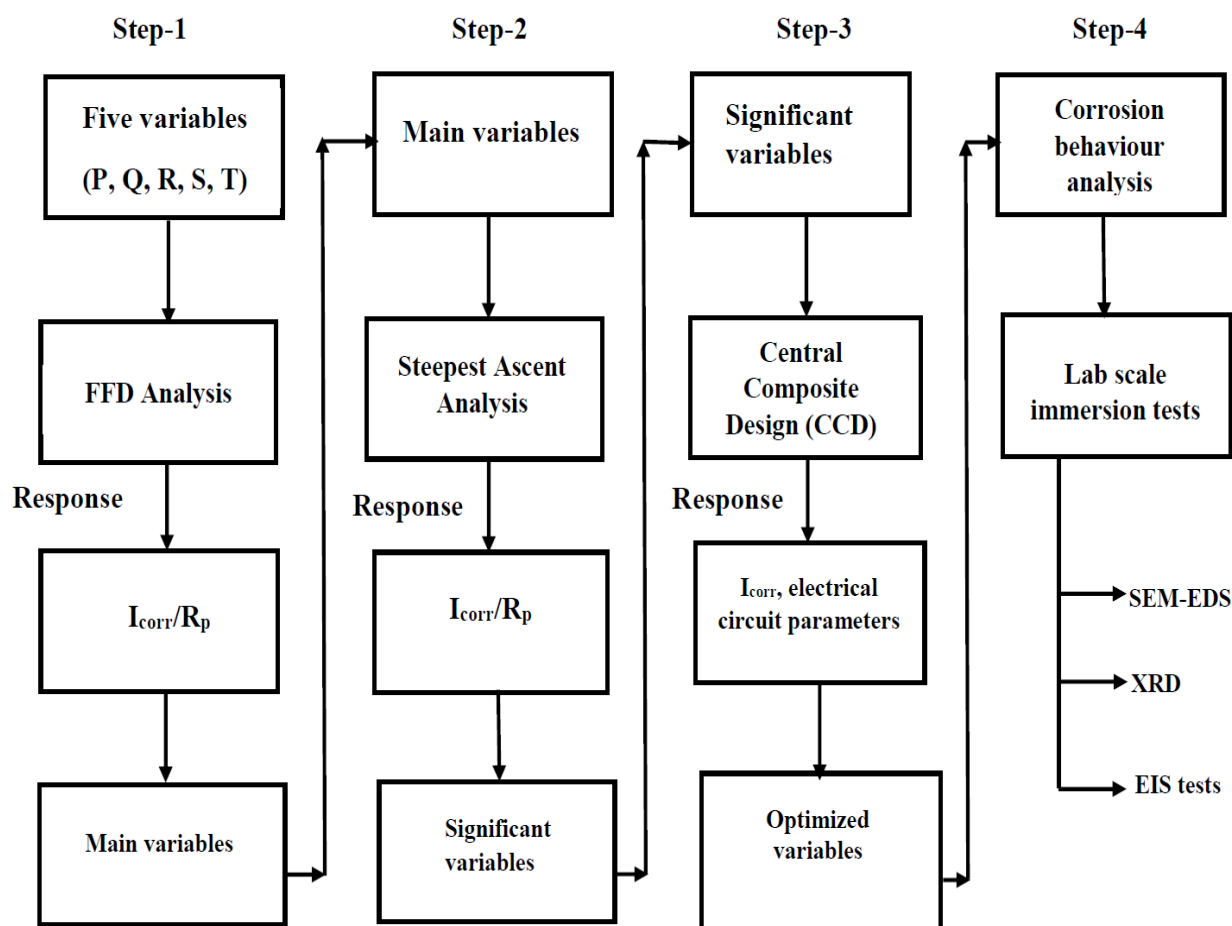 Step-1
Five variables
(P, Q, R, S, T)
FFD Analysis
Response
Icorr/Rp
Main variables
Step-2
Main variables
Steepest Ascent
Analysis
Response
Icorr/Rp
Significant
variables
Step-3
Significant
variables
Central
Composite
Design (CCD)
Response
Icorr, electrical
circuit parameters
Optimized
variables
Step-4
Corrosion
behaviour
analysis
Lab scale
immersion tests
SEM-EDS
XRD
EIS tests